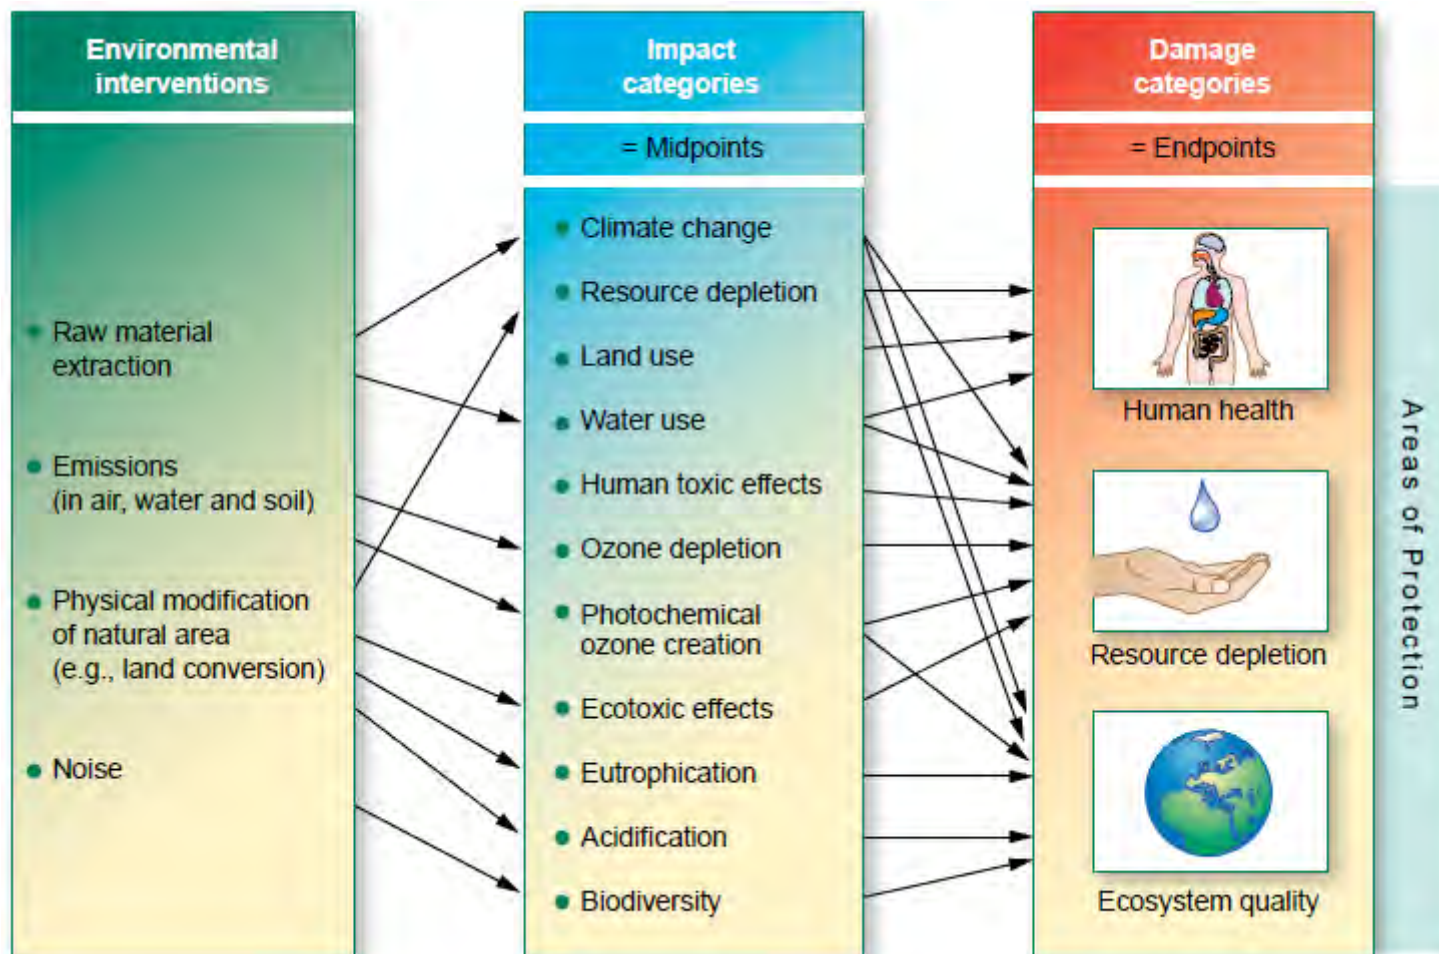 Environmental
interventions
Raw material
extraction
Emissions
(in air, water and soil)
Physical modification
of natural area
(e.g., land conversion)
Noise
Impact
categories
= Midpoints
Climate change
Resource depletion
Land use
Water use
Human toxic effects
Ozone depletion
Photochemical
ozone creation
Ecotoxic effects
Eutrophication
Acidification
Biodiversity
Damage
categories
= Endpoints
Human health
Resource depletion
Ecosystem quality
Areas of Protection